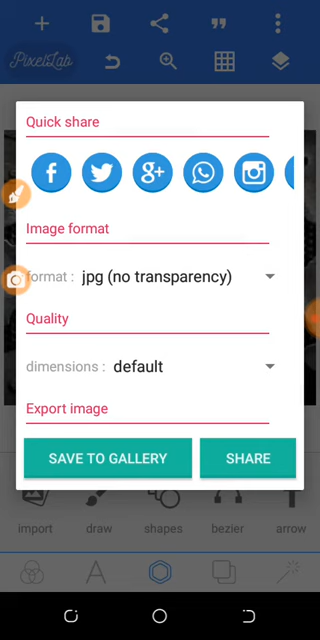 PixelLab
Quick share
Image format
format : jpg (no transparency)
Quality
dimensions : default
Export image
SAVE TO GALLERY SHARE
import draw shapes bezier arrow